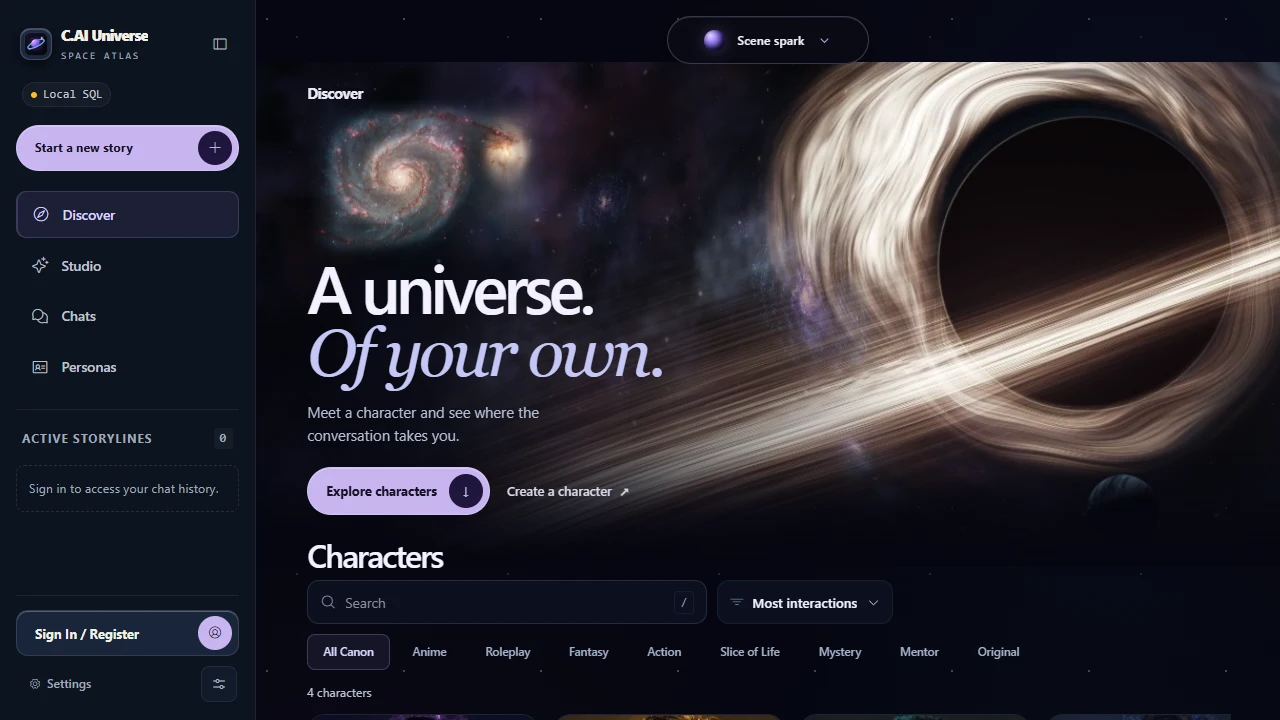 C.AI Universe
SPACE ATLAS
Local SQL
Start a new story
Discover
Studio
Chats
Personas
ACTIVE STORYLINES 0
Sign in to access your chat history.
Sign In / Register
Settings
Scene spark
Discover
A universe.
Of your own.
Meet a character and see where the
conversation takes you.
Explore characters ↓ Create a character ↗
Characters
Search / Most interactions
All Canon Anime Roleplay Fantasy Action Slice of Life Mystery Mentor Original
4 characters